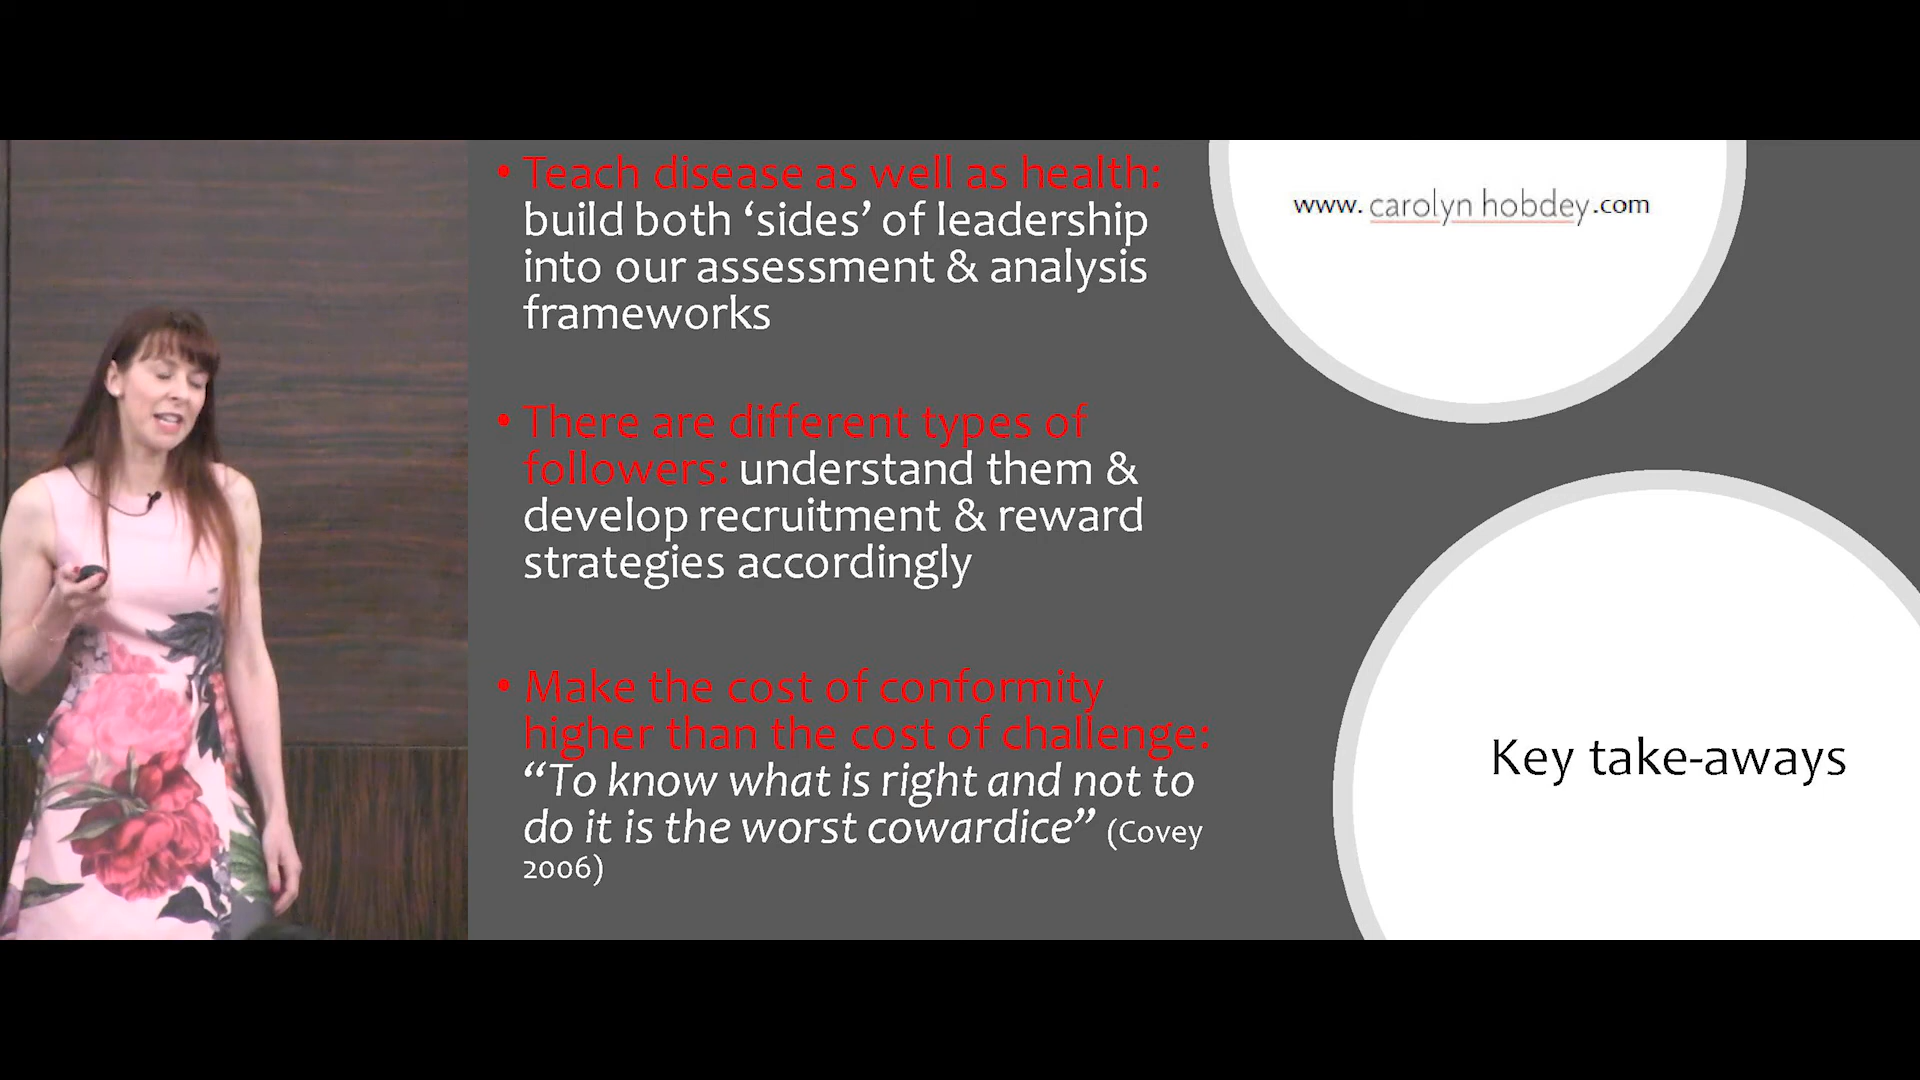 • Teach disease as well as health:
build both ‘sides’ of leadership
into our assessment & analysis
frameworks
• There are different types of
followers: understand them &
develop recruitment & reward
strategies accordingly
• Make the cost of conformity
higher than the cost of challenge:
“To know what is right and not to
do it is the worst cowardice” (Covey
2006)
www. carolyn hobdey .com
Key take-aways